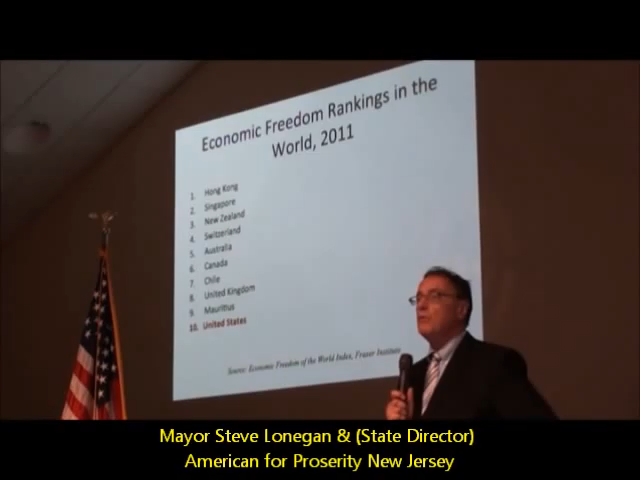 Economic Freedom Rankings in the
World, 2011
1. Hong Kong
2. Singapore
3. New Zealand
4. Switzerland
5. Australia
6. Canada
7. Chile
8. United Kingdom
9. Mauritius
10. United States
Source: Economic Freedom of the World Index, Fraser Institute
Mayor Steve Lonegan & (State Director)
American for Proserity New Jersey